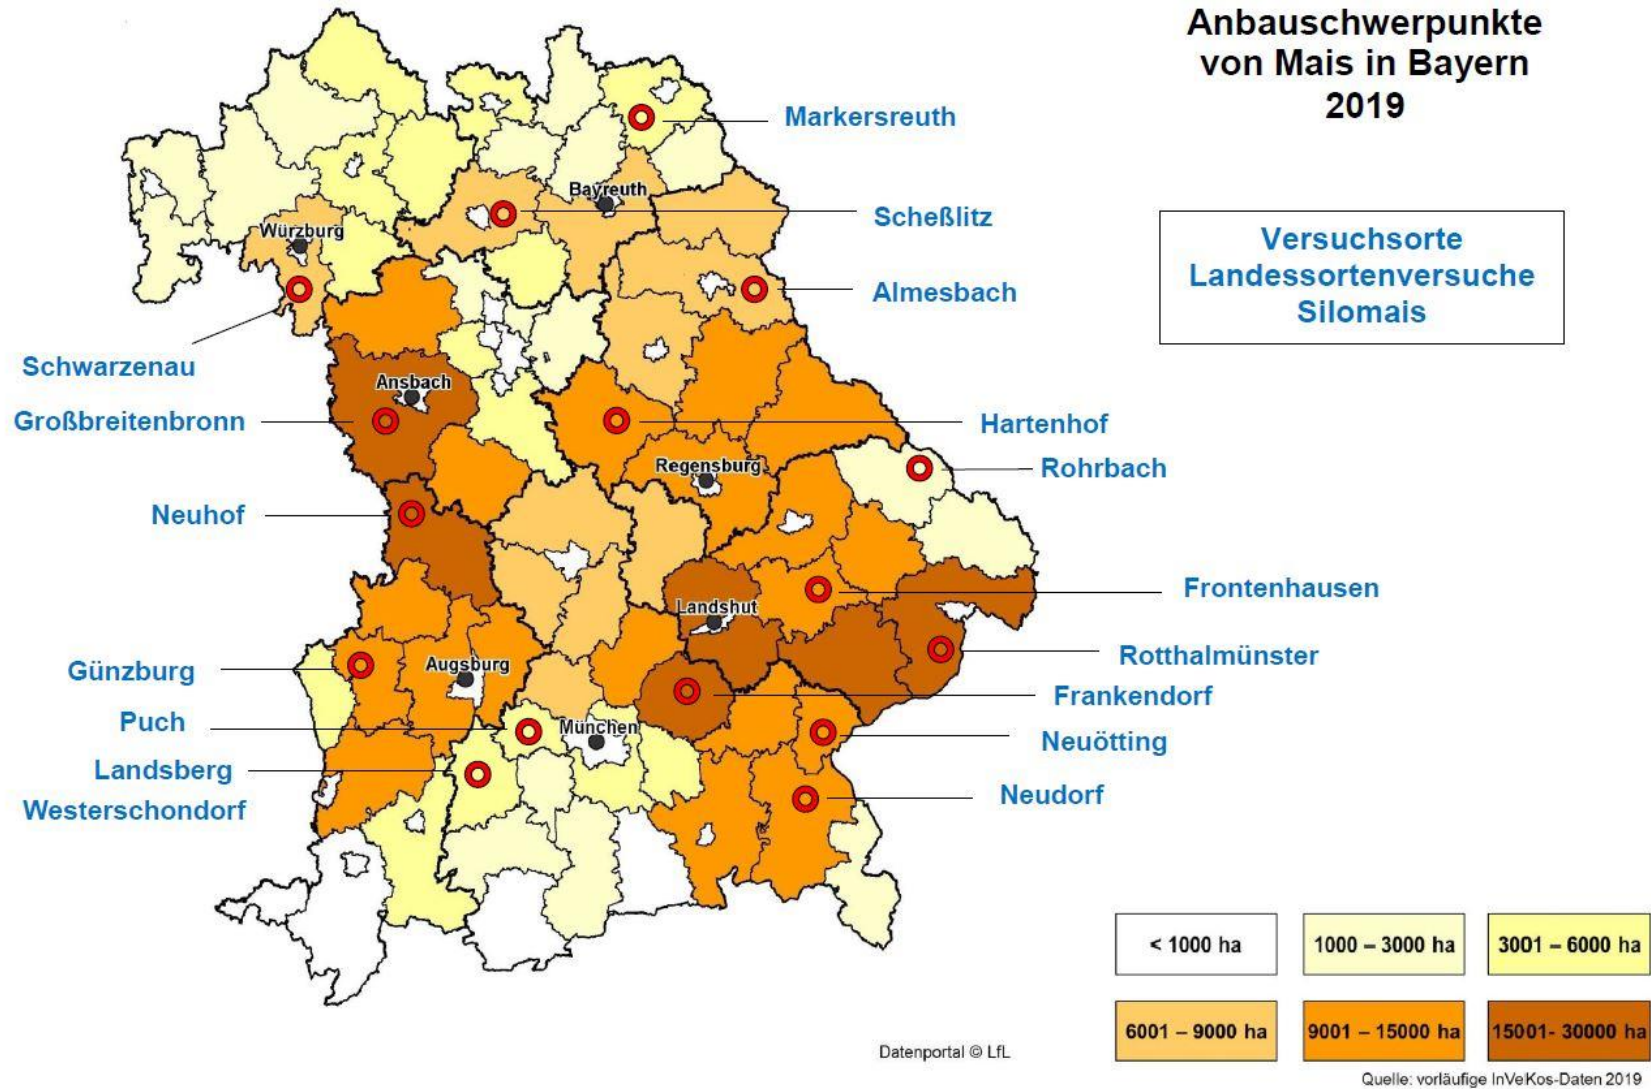 Anbauschwerpunkte
von Mais in Bayern
2019
Versuchsorte
Landessortenversuche
Silomais
Markersreuth
Bayreuth
Scheßlitz
Würzburg
Almesbach
Schwarzenau
Ansbach
Großbreitenbronn
Hartenhof
Regensburg
Rohrbach
Neuhof
Frontenhausen
Landshut
Rotthalmünster
Günzburg
Augsburg
Frankendorf
Puch
München
Neuötting
Landsberg
Westerschondorf
Neudorf
< 1000 ha
1000 – 3000 ha
3001 – 6000 ha
6001 – 9000 ha
9001 – 15000 ha
15001- 30000 ha
Datenportal © LfL
Quelle: vorläufige InVeKos-Daten 2019